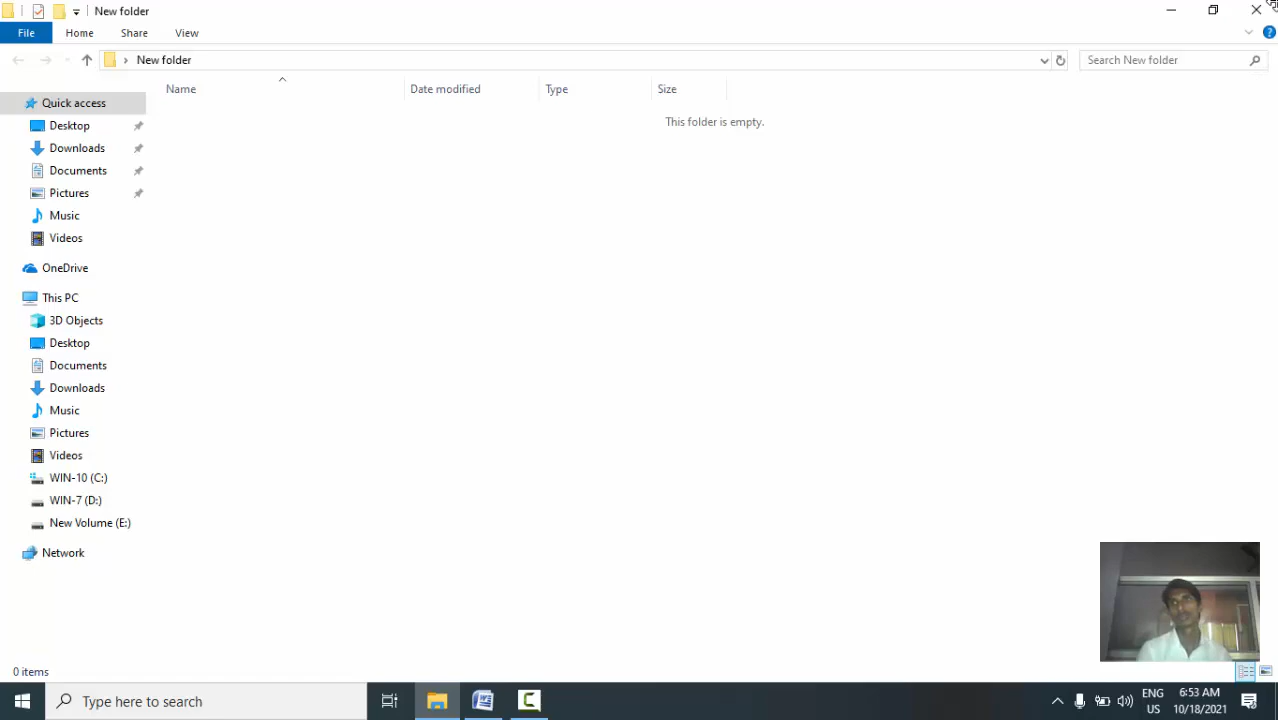 New folder
File Home Share View
New folder
Search New folder
Name Date modified Type Size
This folder is empty.
Quick access
Desktop
Downloads
Documents
Pictures
Music
Videos
OneDrive
This PC
3D Objects
Desktop
Documents
Downloads
Music
Pictures
Videos
WIN-10 (C:)
WIN-7 (D:)
New Volume (E:)
Network
0 items
Type here to search
ENG
US
6:53 AM
10/18/2021